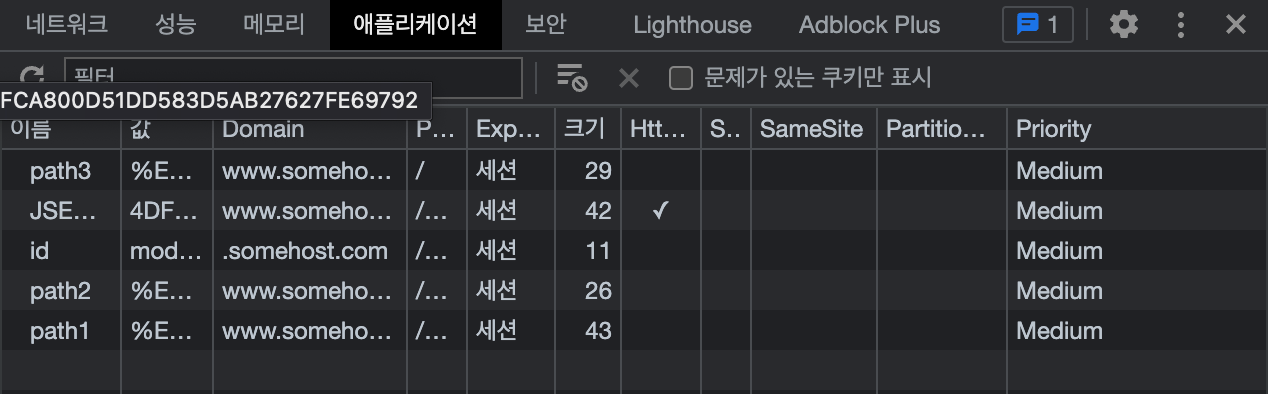 네트워크 성능 메모리 애플리케이션 보안 Lighthouse Adblock Plus 1
필터 문제가 있는 쿠키만 표시
FCA800D51DD583D5AB27627FE69792
이름 값 Domain P... Exp... 크기 Htt... S.. SameSite Partitio... Priority
path3 %E... www.someho... / 세션 29 Medium
JSE... 4DF... www.someho... /... 세션 42 ✓ Medium
id mod... .somehost.com /... 세션 11 Medium
path2 %E... www.someho... /... 세션 26 Medium
path1 %E... www.someho... /... 세션 43 Medium